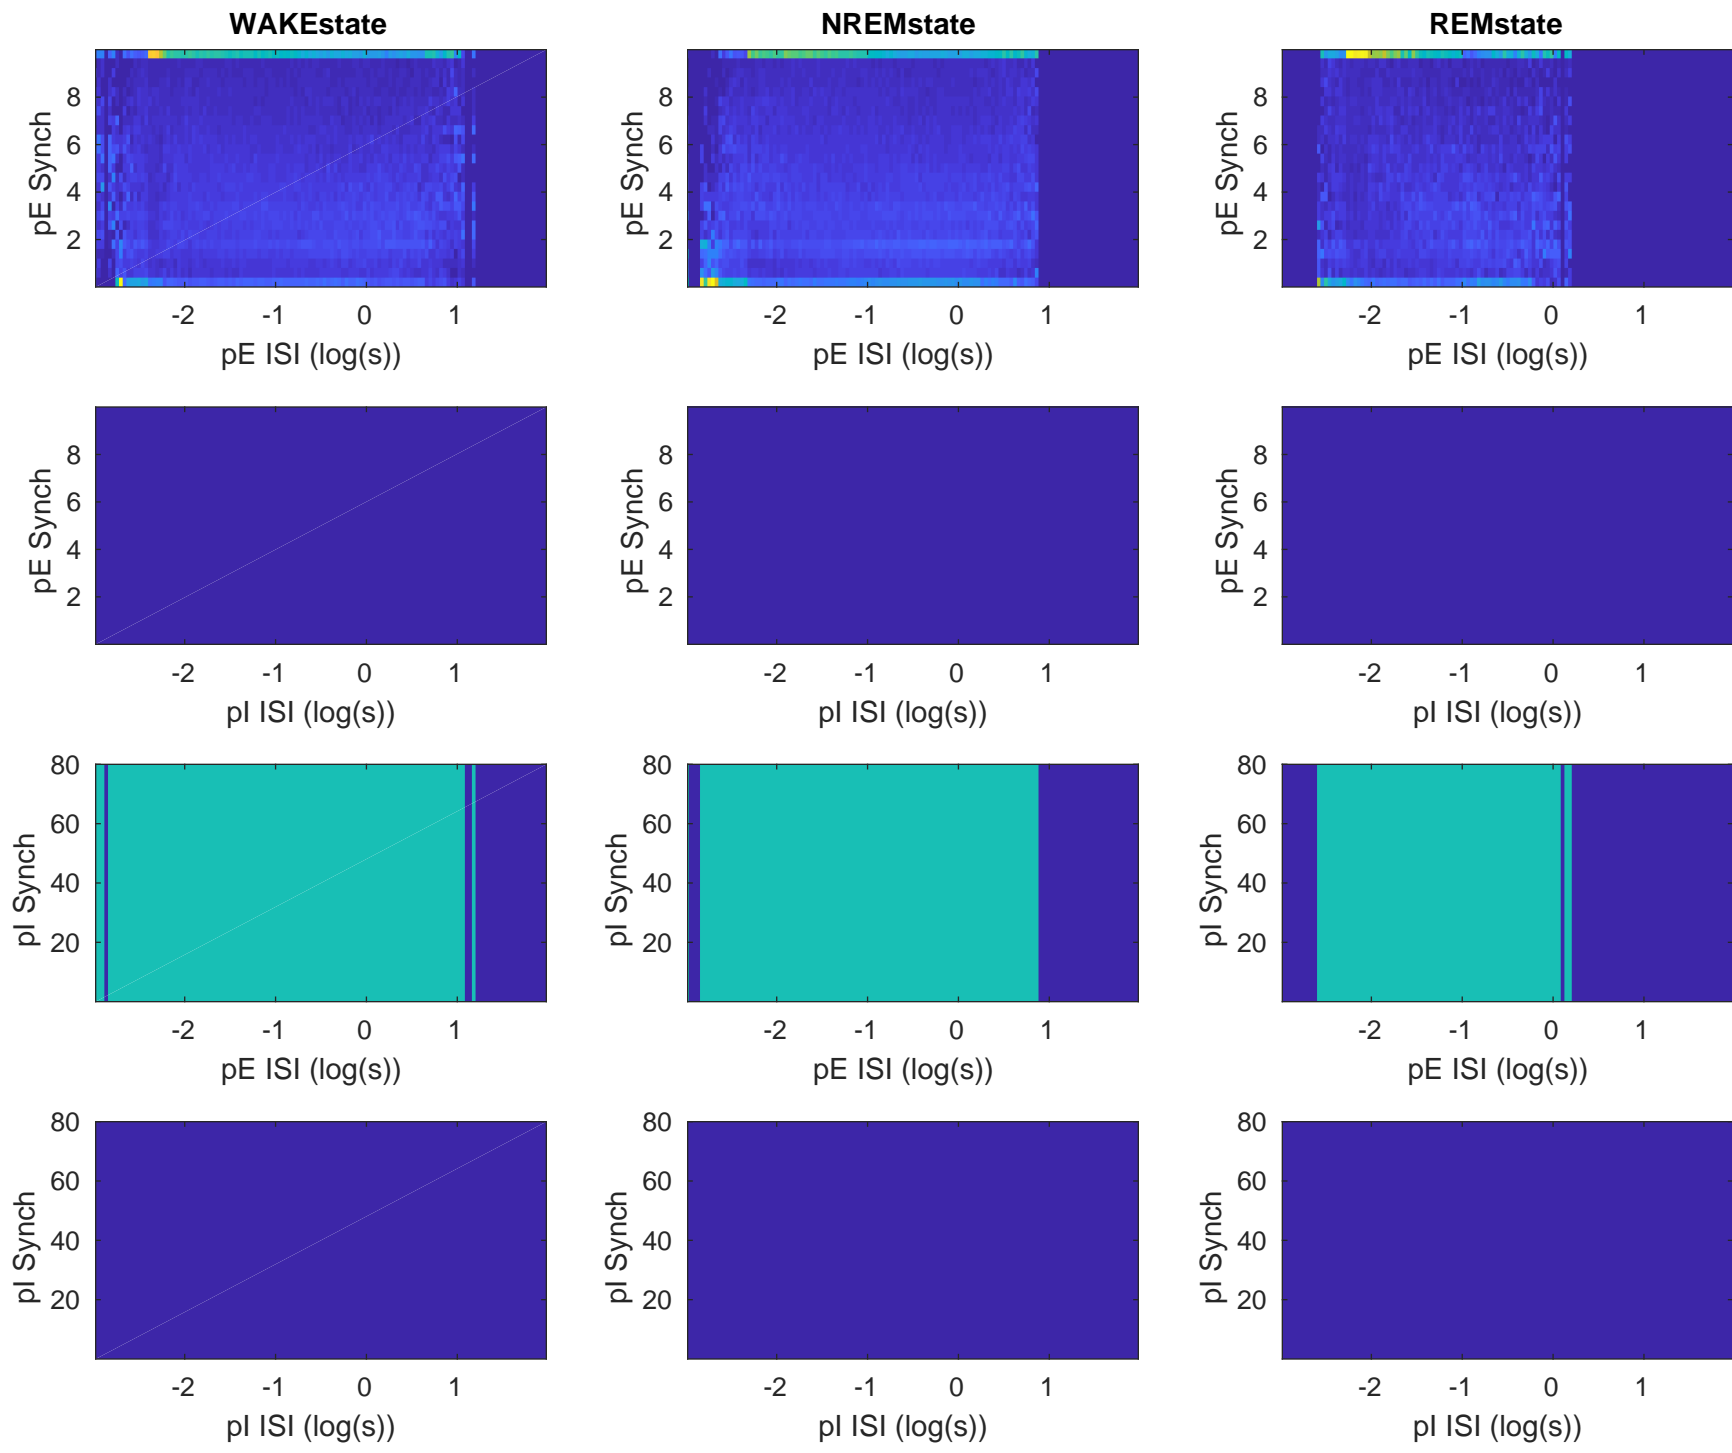 WAKEstate NREMstate REMstate
8 8 8
6 6 6
4 4 4
2 2 2
pE Synch pE Synch pE Synch
-2 -1 0 1 -2 -1 0 1 -2 -1 0 1
pE ISI (log(s)) pE ISI (log(s)) pE ISI (log(s))
8 8 8
6 6 6
4 4 4
2 2 2
pE Synch pE Synch pE Synch
-2 -1 0 1 -2 -1 0 1 -2 -1 0 1
pI ISI (log(s)) pI ISI (log(s)) pI ISI (log(s))
80 80 80
60 60 60
40 40 40
20 20 20
pI Synch pI Synch pI Synch
-2 -1 0 1 -2 -1 0 1 -2 -1 0 1
pE ISI (log(s)) pE ISI (log(s)) pE ISI (log(s))
80 80 80
60 60 60
40 40 40
20 20 20
pI Synch pI Synch pI Synch
-2 -1 0 1 -2 -1 0 1 -2 -1 0 1
pI ISI (log(s)) pI ISI (log(s)) pI ISI (log(s))